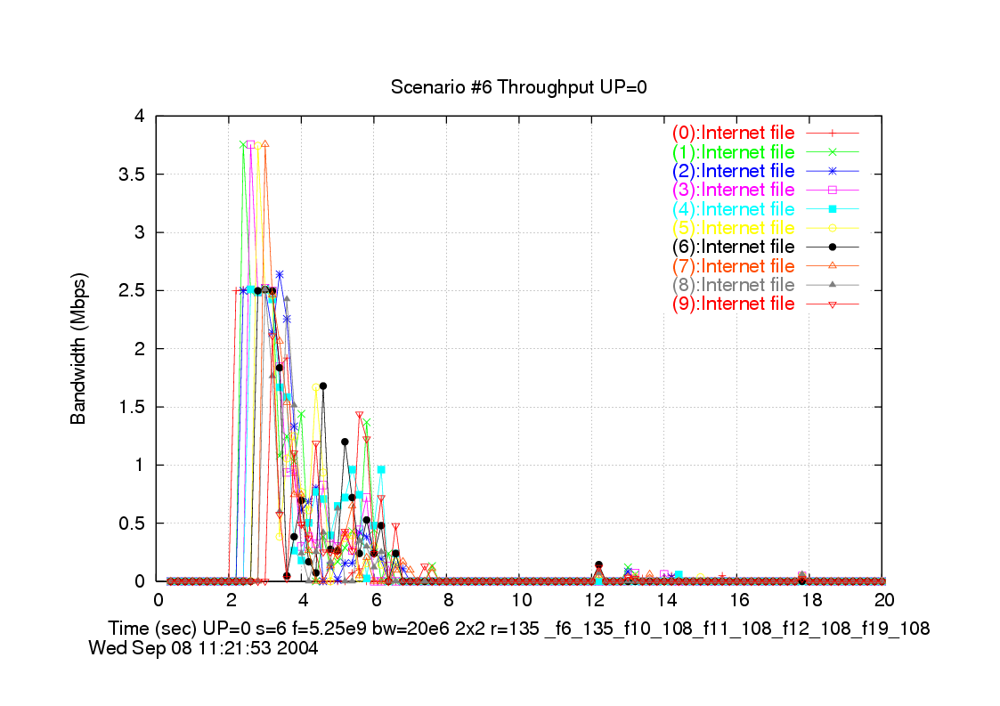 Scenario #6 Throughput UP=0
4
3.5
3
2.5
2
1.5
1
0.5
0
Bandwidth (Mbps)
(0):Internet file
(1):Internet file
(2):Internet file
(3):Internet file
(4):Internet file
(5):Internet file
(6):Internet file
(7):Internet file
(8):Internet file
(9):Internet file
0 2 4 6 8 10 12 14 16 18 20
Time (sec) UP=0 s=6 f=5.25e9 bw=20e6 2x2 r=135 _f6_135_f10_108_f11_108_f12_108_f19_108
Wed Sep 08 11:21:53 2004